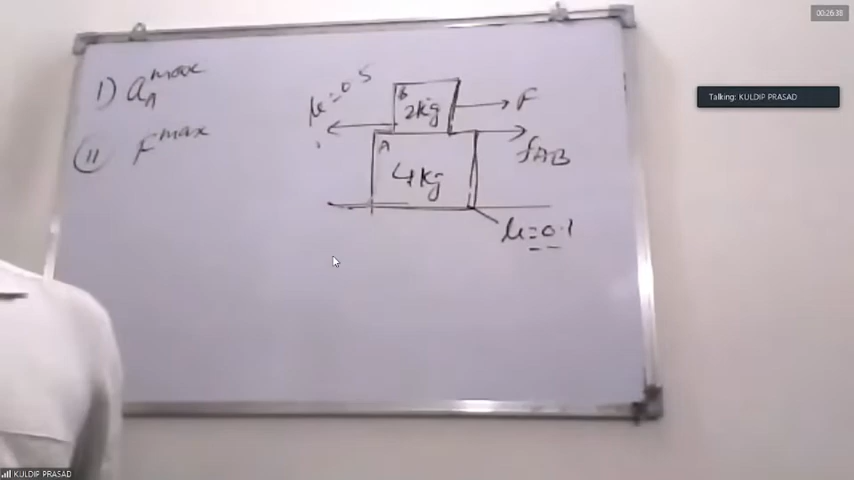 00:26:38
Talking: KULDIP PRASAD
I) a_A^max
II) F^max
μ=0.5
B
2kg
F
f_AB
A
4kg
μ=0.1
KULDIP PRASAD